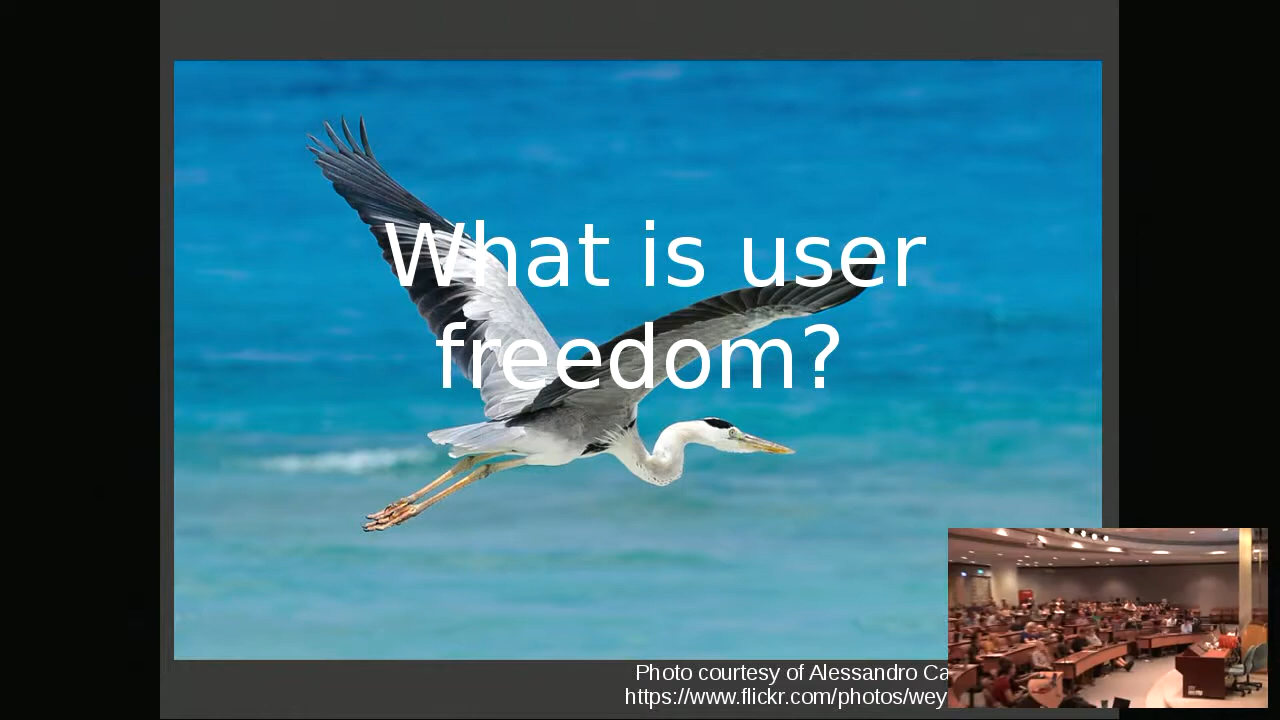 What is user
freedom?
Photo courtesy of Alessandro
https://www.flickr.com/photos/